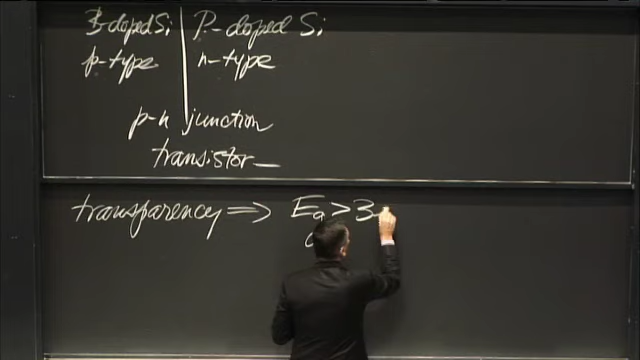 B-doped Si | P-doped Si
p-type | n-type
p-n junction
transistor —
transparency ⇒ Eg > 3